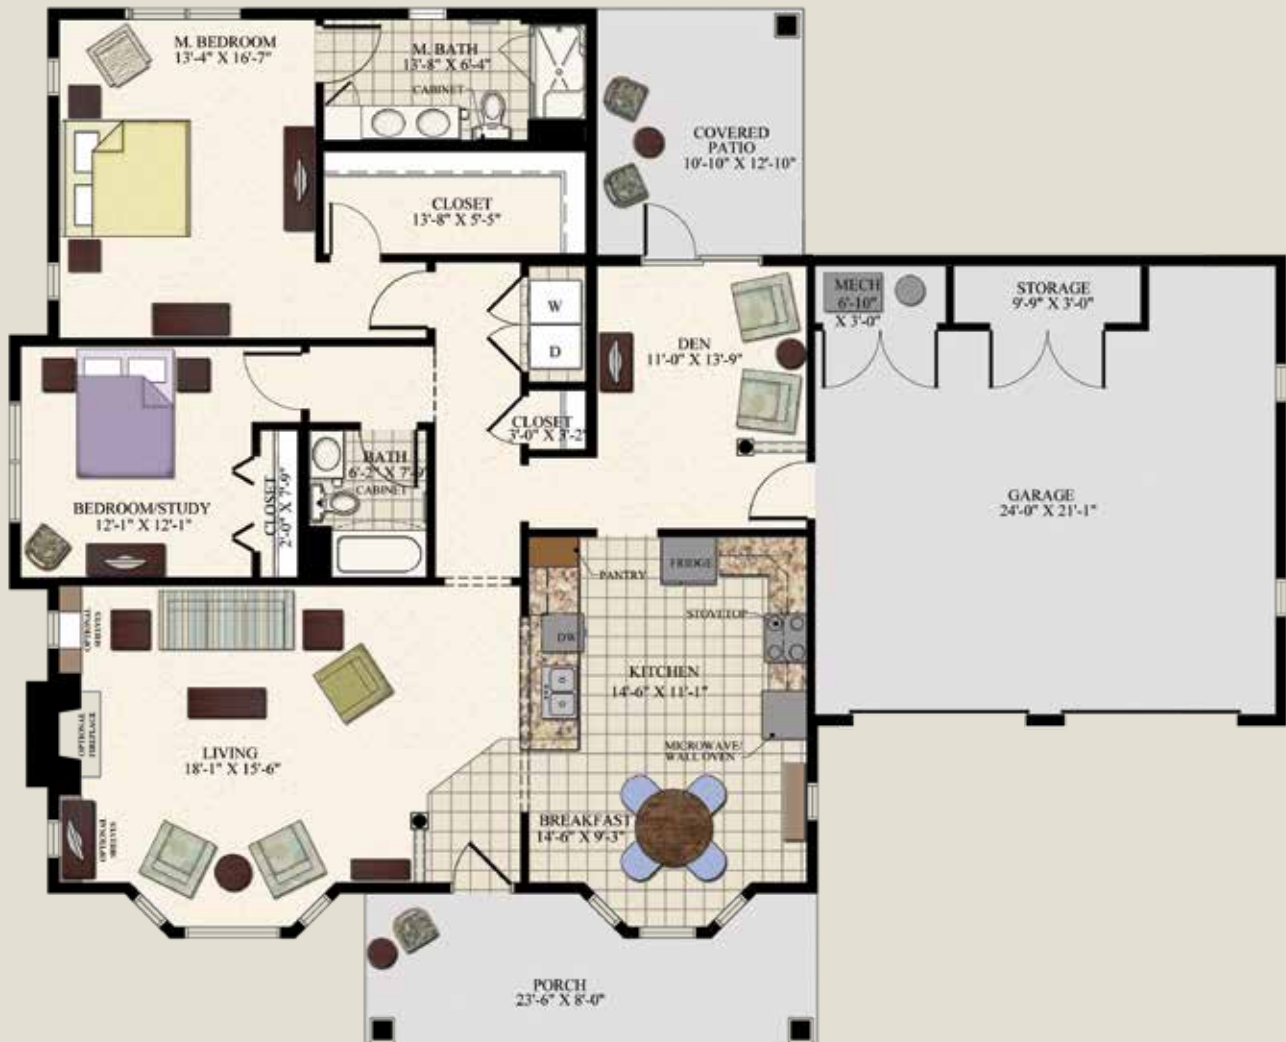 M. BEDROOM
13'-4" X 16'-7"
M. BATH
13'-8" X 6'-4"
CABINET
COVERED
PATIO
10'-10" X 12'-10"
CLOSET
13'-8" X 5'-5"
W
D
DEN
11'-0" X 13'-9"
MECH
6'-10"
X 3'-0"
STORAGE
9'-9" X 3'-0"
CLOSET
3'-0" X 3'-2"
BATH
6'-2" X 7'-9"
CABINET
CLOSET
2'-0" X 7'-9"
BEDROOM/STUDY
12'-1" X 12'-1"
GARAGE
24'-0" X 21'-1"
PANTRY
FRIDGE
STOVETOP
DW
KITCHEN
14'-6" X 11'-1"
OPTIONAL
SHELVES
OPTIONAL
FIREPLACE
LIVING
18'-1" X 15'-6"
MICROWAVE/
WALL OVEN
OPTIONAL
SHELVES
BREAKFAST
14'-6" X 9'-3"
PORCH
23'-6" X 8'-0"